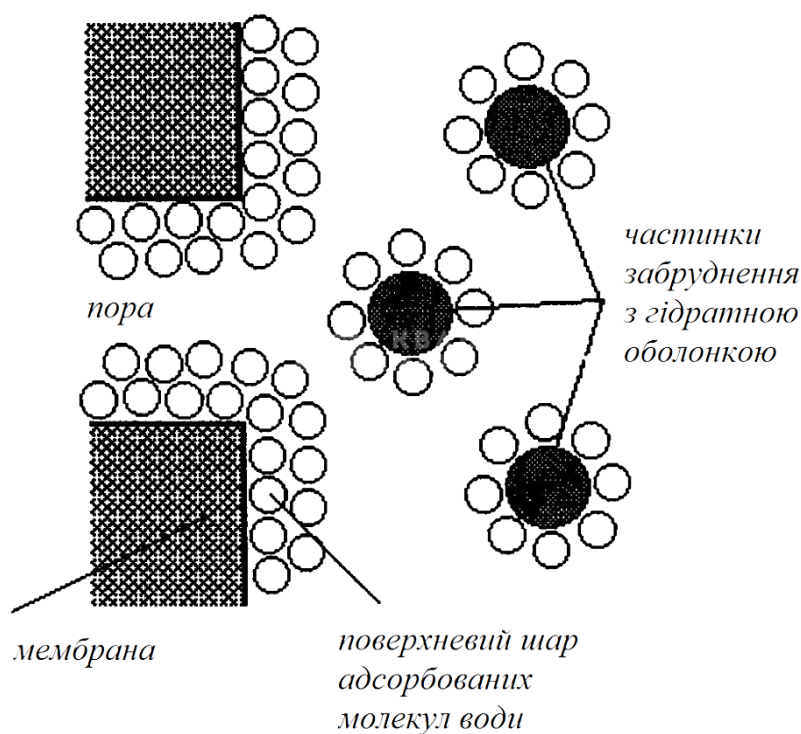 частинки
забруднення
з гідратною
оболонкою
пора
мембрана
поверхневий шар
адсорбованих
молекул води